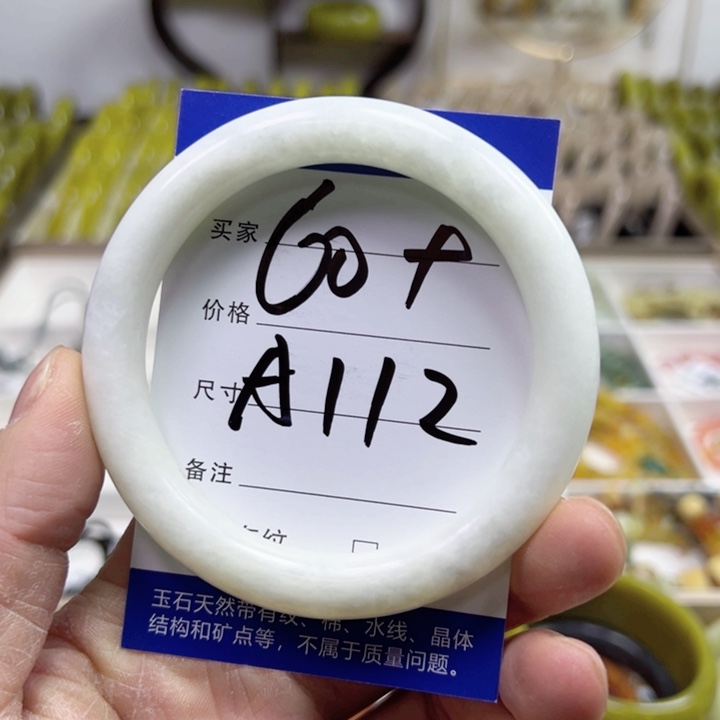 买家 60+
价格
尺寸 A112
备注
玉石天然带有纹、棉、水线、晶体
结构和矿点等，不属于质量问题。